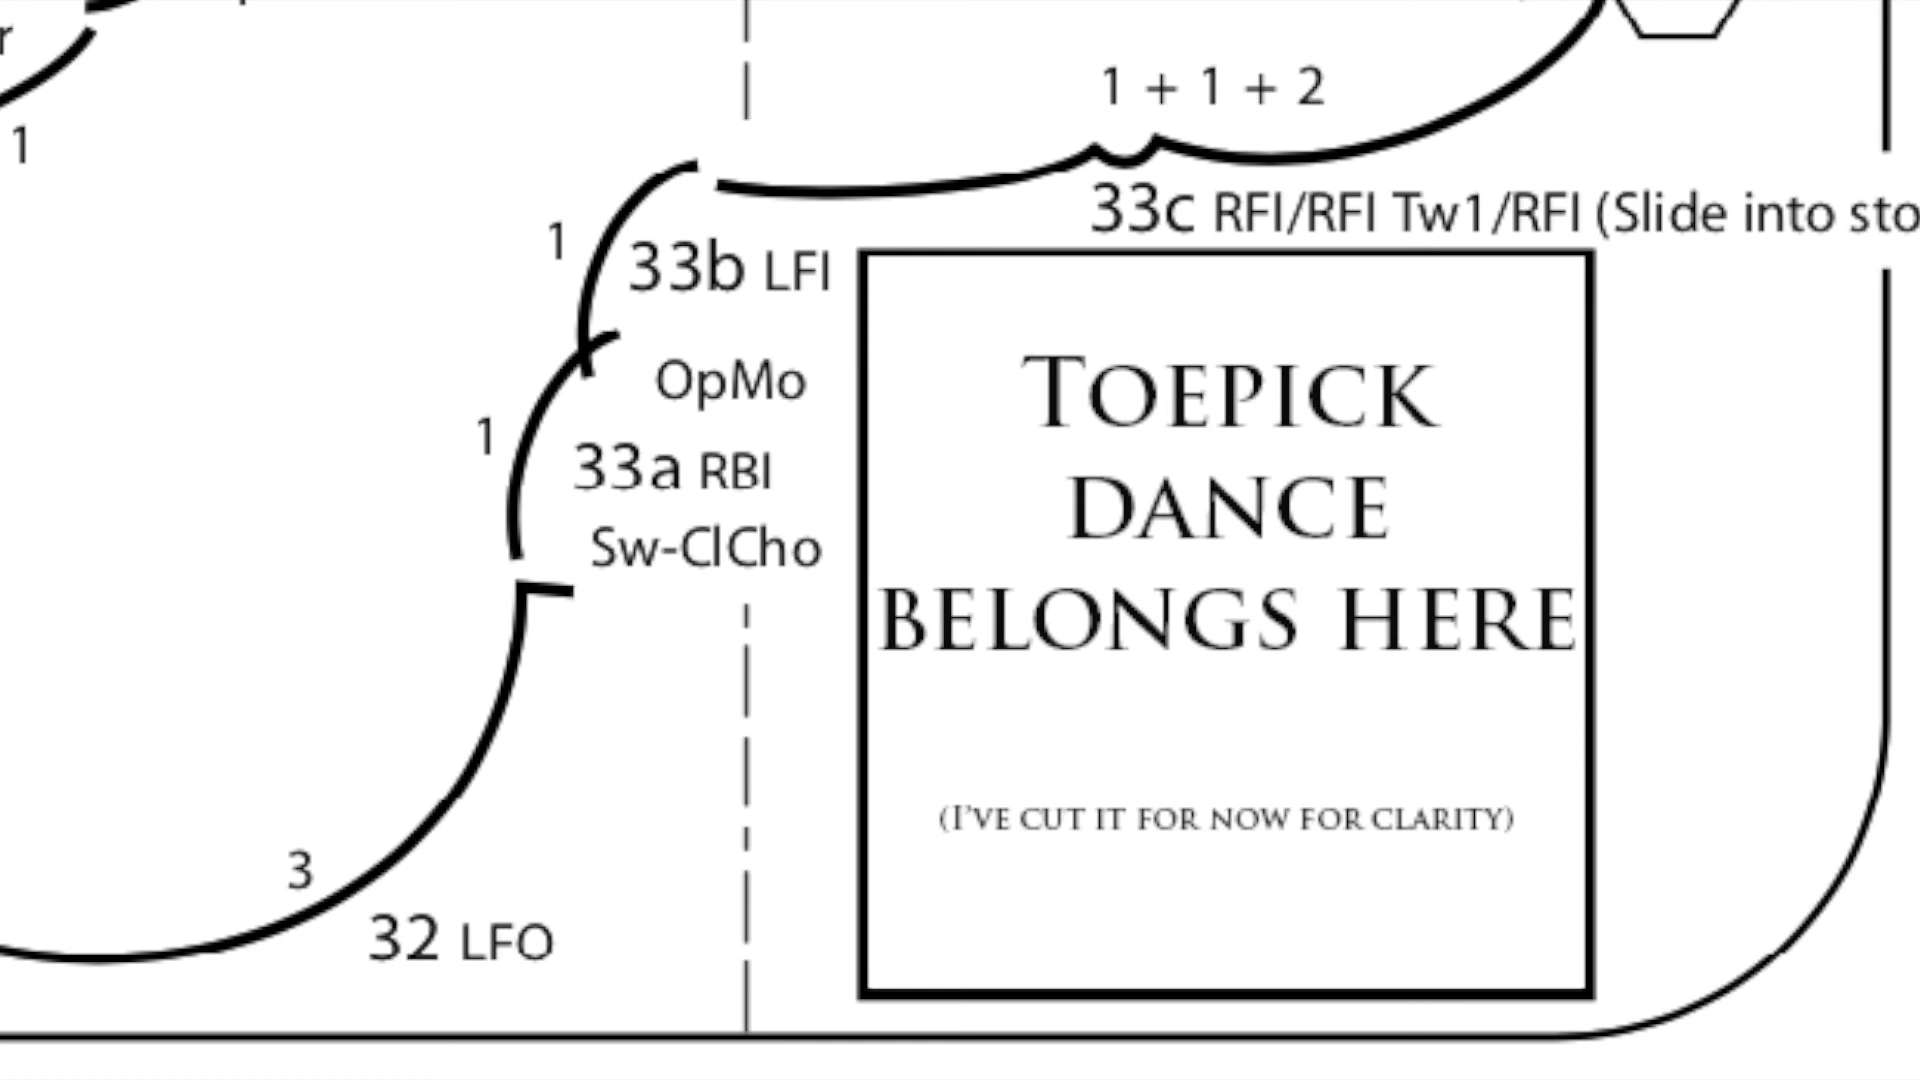 r
1
1 + 1 + 2
33c RFI/RFI Tw1/RFI (Slide into sto
1
33b LFI
OpMo
1
33a RBI
Sw-ClCho
TOEPICK
DANCE
BELONGS HERE
(I'VE CUT IT FOR NOW FOR CLARITY)
3
32 LFO